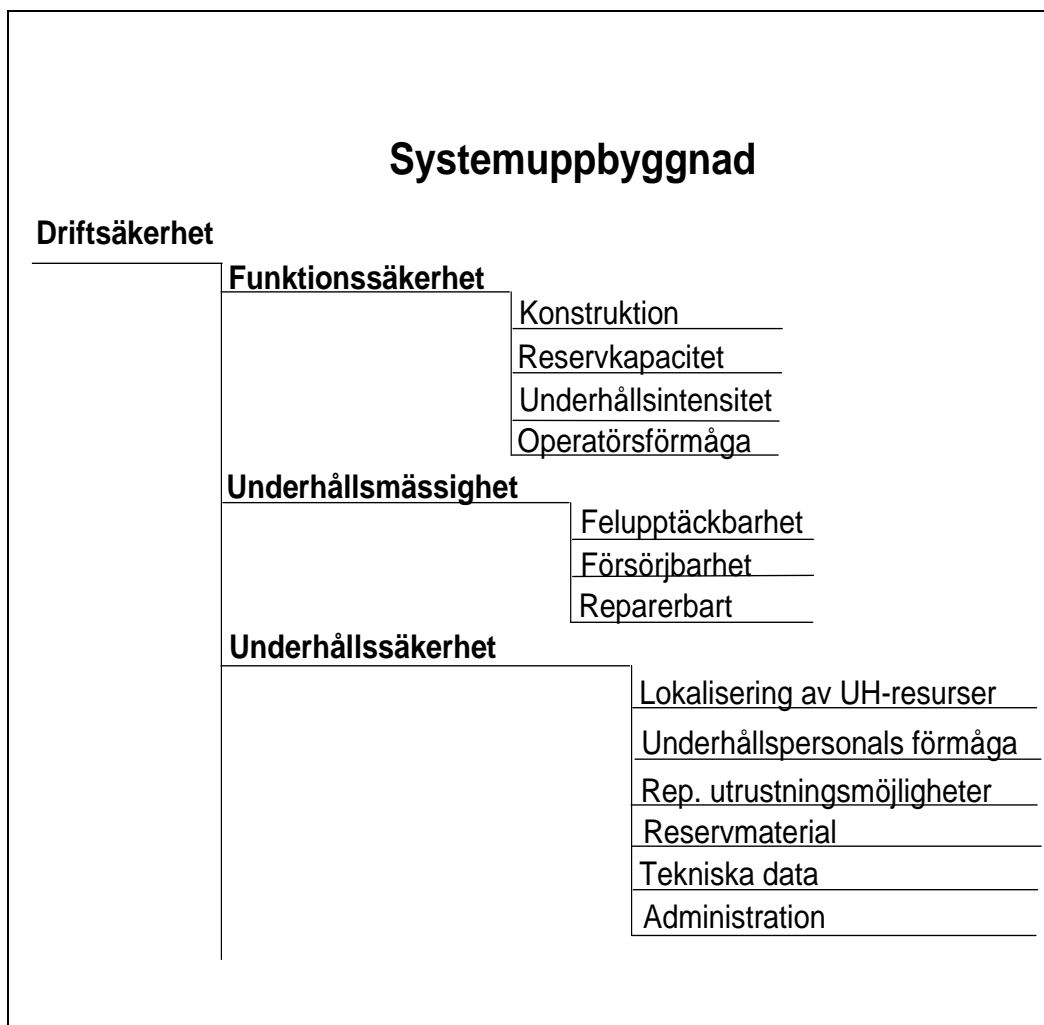 Systemuppbyggnad
Driftsäkerhet
Funktionssäkerhet
Konstruktion
Reservkapacitet
Underhållsintensitet
Operatörsförmåga
Underhållsmässighet
Felupptäckbarhet
Försörjbarhet
Reparerbart
Underhållssäkerhet
Lokalisering av UH-resurser
Underhållspersonals förmåga
Rep. utrustningsmöjligheter
Reservmaterial
Tekniska data
Administration